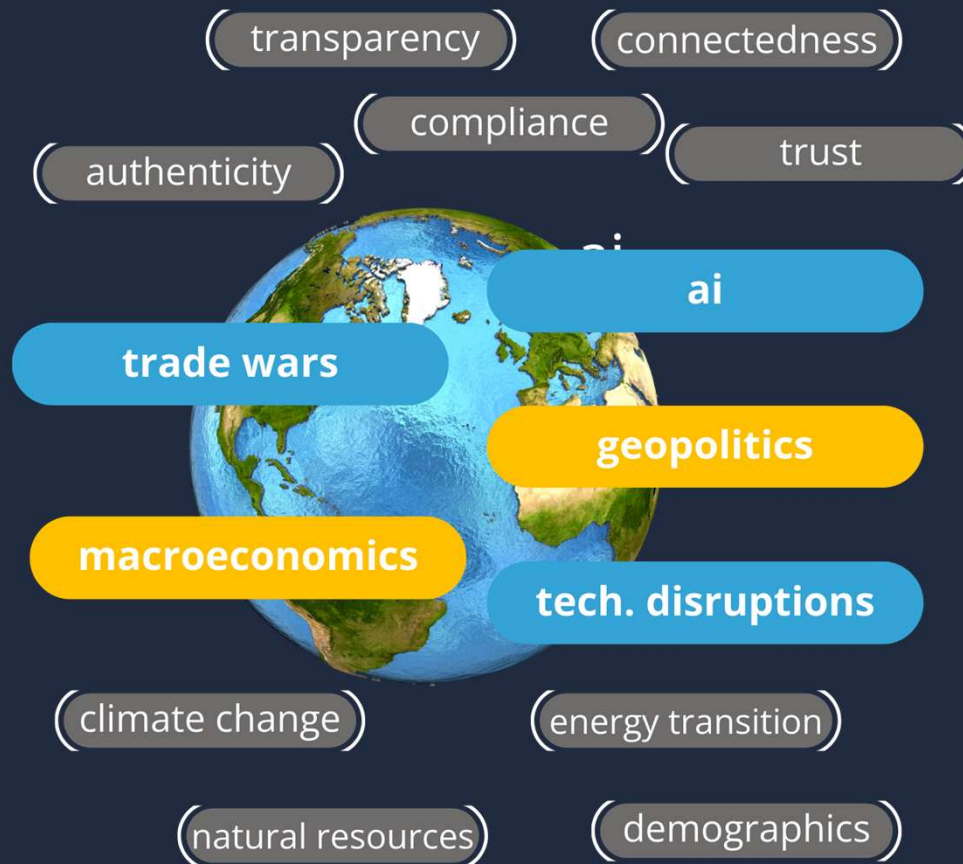 transparency
connectedness
compliance
trust
authenticity
ai
ai
trade wars
geopolitics
macroeconomics
tech. disruptions
climate change
energy transition
natural resources
demographics